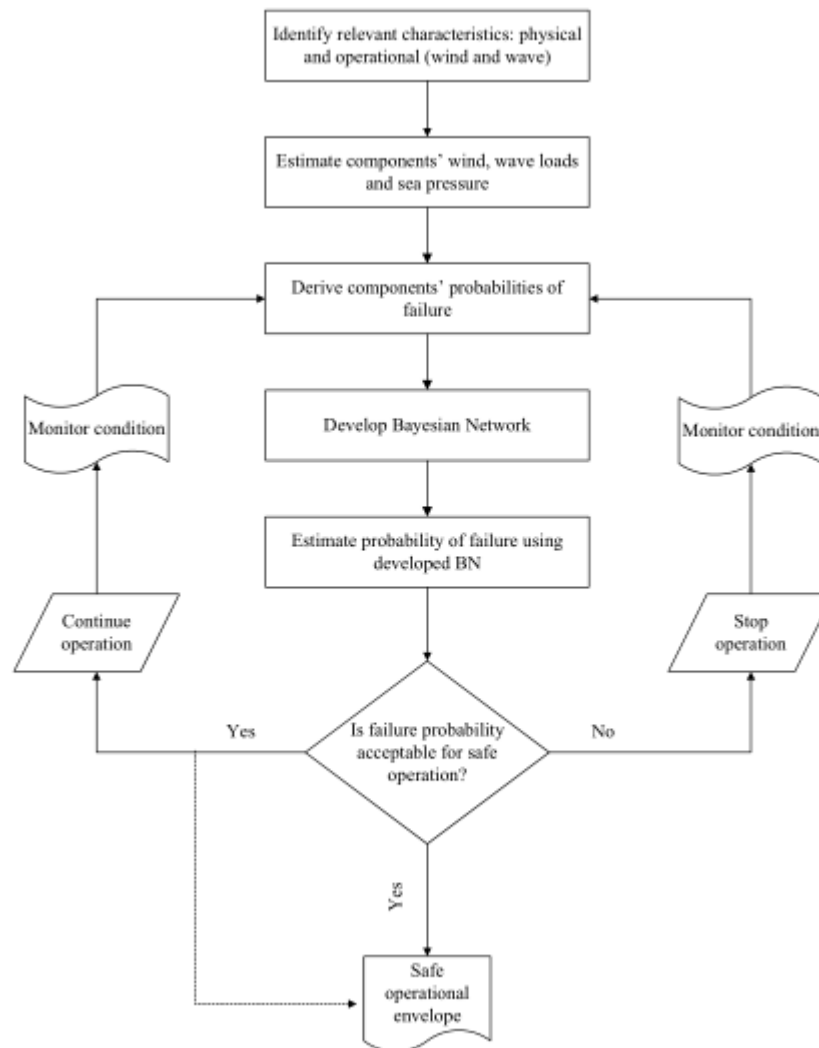 Identify relevant characteristics: physical
and operational (wind and wave)
Estimate components' wind, wave loads
and sea pressure
Derive components' probabilities of
failure
Monitor condition
Develop Bayesian Network
Monitor condition
Estimate probability of failure using
developed BN
Continue
operation
Stop
operation
Is failure probability
acceptable for safe
operation?
Yes
No
Yes
Safe
operational
envelope